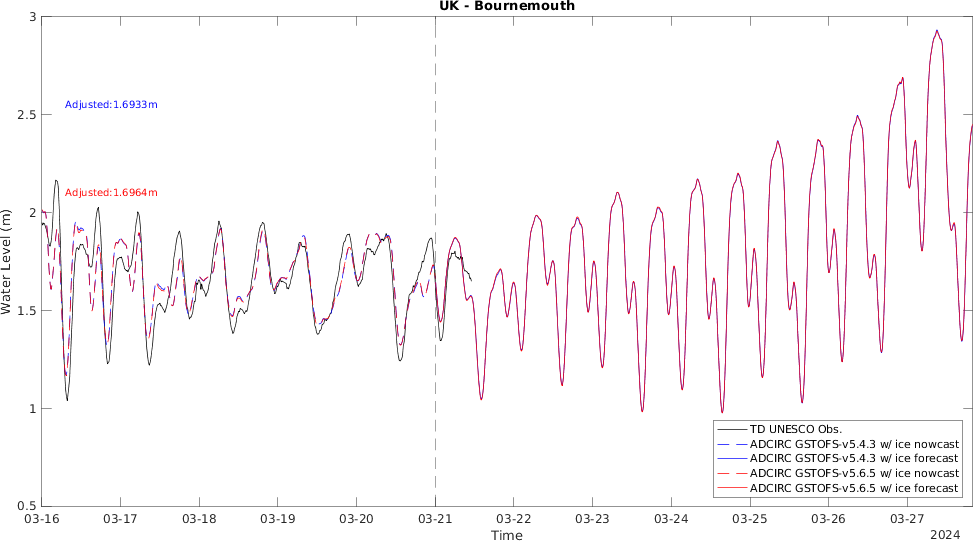 UK - Bournemouth
3
2.5
2
1.5
1
0.5
Water Level (m)
Adjusted:1.6933m
Adjusted:1.6964m
TD UNESCO Obs.
ADCIRC GSTOFS-v5.4.3 w/ ice nowcast
ADCIRC GSTOFS-v5.4.3 w/ ice forecast
ADCIRC GSTOFS-v5.6.5 w/ ice nowcast
ADCIRC GSTOFS-v5.6.5 w/ ice forecast
03-16 03-17 03-18 03-19 03-20 03-21 03-22 03-23 03-24 03-25 03-26 03-27
Time
2024